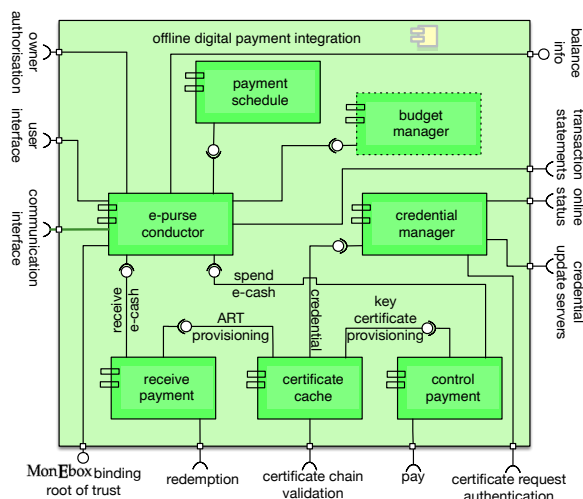 offline digital payment integration
owner
authorisation
user
interface
communication
interface
balance
info
transaction
statements
online
status
credential
update servers
payment
schedule
budget
manager
e-purse
conductor
credential
manager
receive
e-cash
spend
e-cash
credential
ART
provisioning
key
certificate
provisioning
receive
payment
certificate
cache
control
payment
MonEbox binding
root of trust
redemption
certificate chain
validation
pay
certificate request
authentication